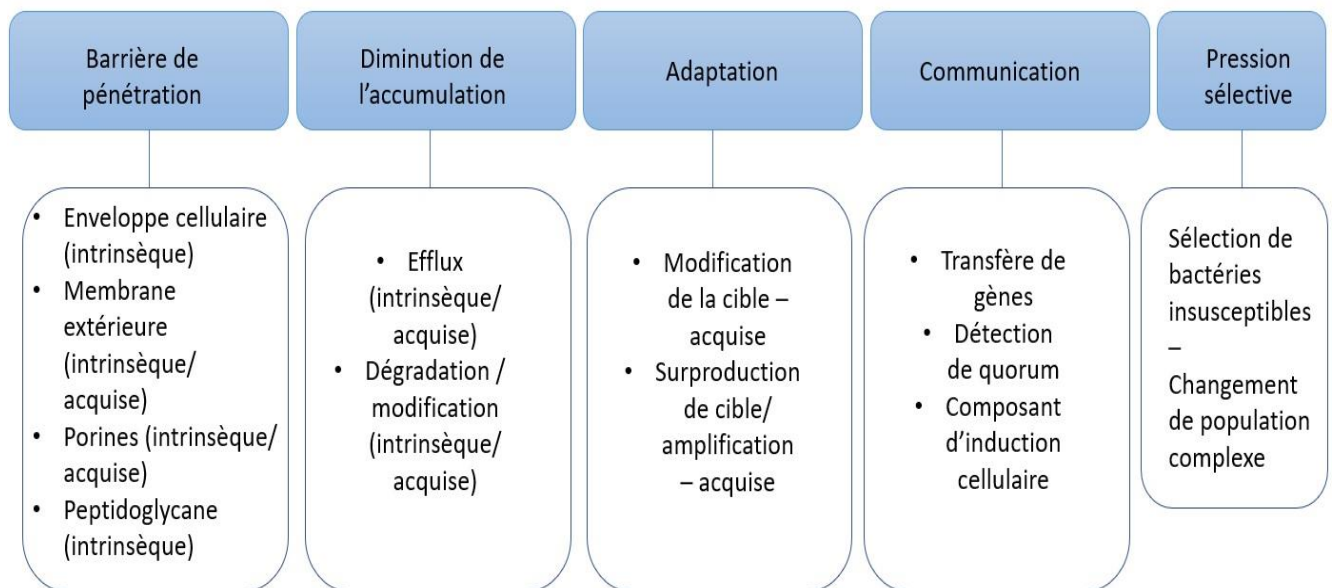 Barrière de
pénétration
Diminution de
l'accumulation
Adaptation
Communication
Pression
sélective
• Enveloppe cellulaire
(intrinsèque)
• Membrane
extérieure
(intrinsèque/
acquise)
• Porines (intrinsèque/
acquise)
• Peptidoglycane
(intrinsèque)
• Efflux
(intrinsèque/
acquise)
• Dégradation /
modification
(intrinsèque/
acquise)
• Modification
de la cible –
acquise
• Surproduction
de cible/
amplification
– acquise
• Transfère de
gènes
• Détection
de quorum
• Composant
d'induction
cellulaire
Sélection de
bactéries
insusceptibles
–
Changement
de population
complexe